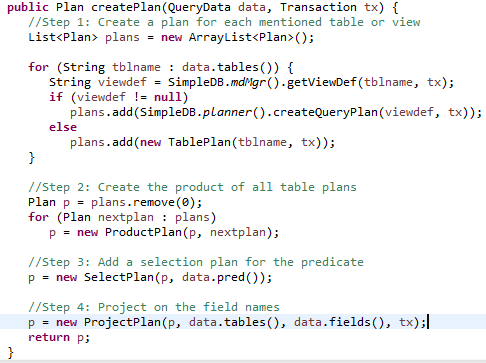 public Plan createPlan(QueryData data, Transaction tx) {
//Step 1: Create a plan for each mentioned table or view
List<Plan> plans = new ArrayList<Plan>();
for (String tblname : data.tables()) {
String viewdef = SimpleDB.mdMgr().getViewDef(tblname, tx);
if (viewdef != null)
plans.add(SimpleDB.planner().createQueryPlan(viewdef, tx));
else
plans.add(new TablePlan(tblname, tx));
}
//Step 2: Create the product of all table plans
Plan p = plans.remove(0);
for (Plan nextplan : plans)
p = new ProductPlan(p, nextplan);
//Step 3: Add a selection plan for the predicate
p = new SelectPlan(p, data.pred());
//Step 4: Project on the field names
p = new ProjectPlan(p, data.tables(), data.fields(), tx);
return p;
}